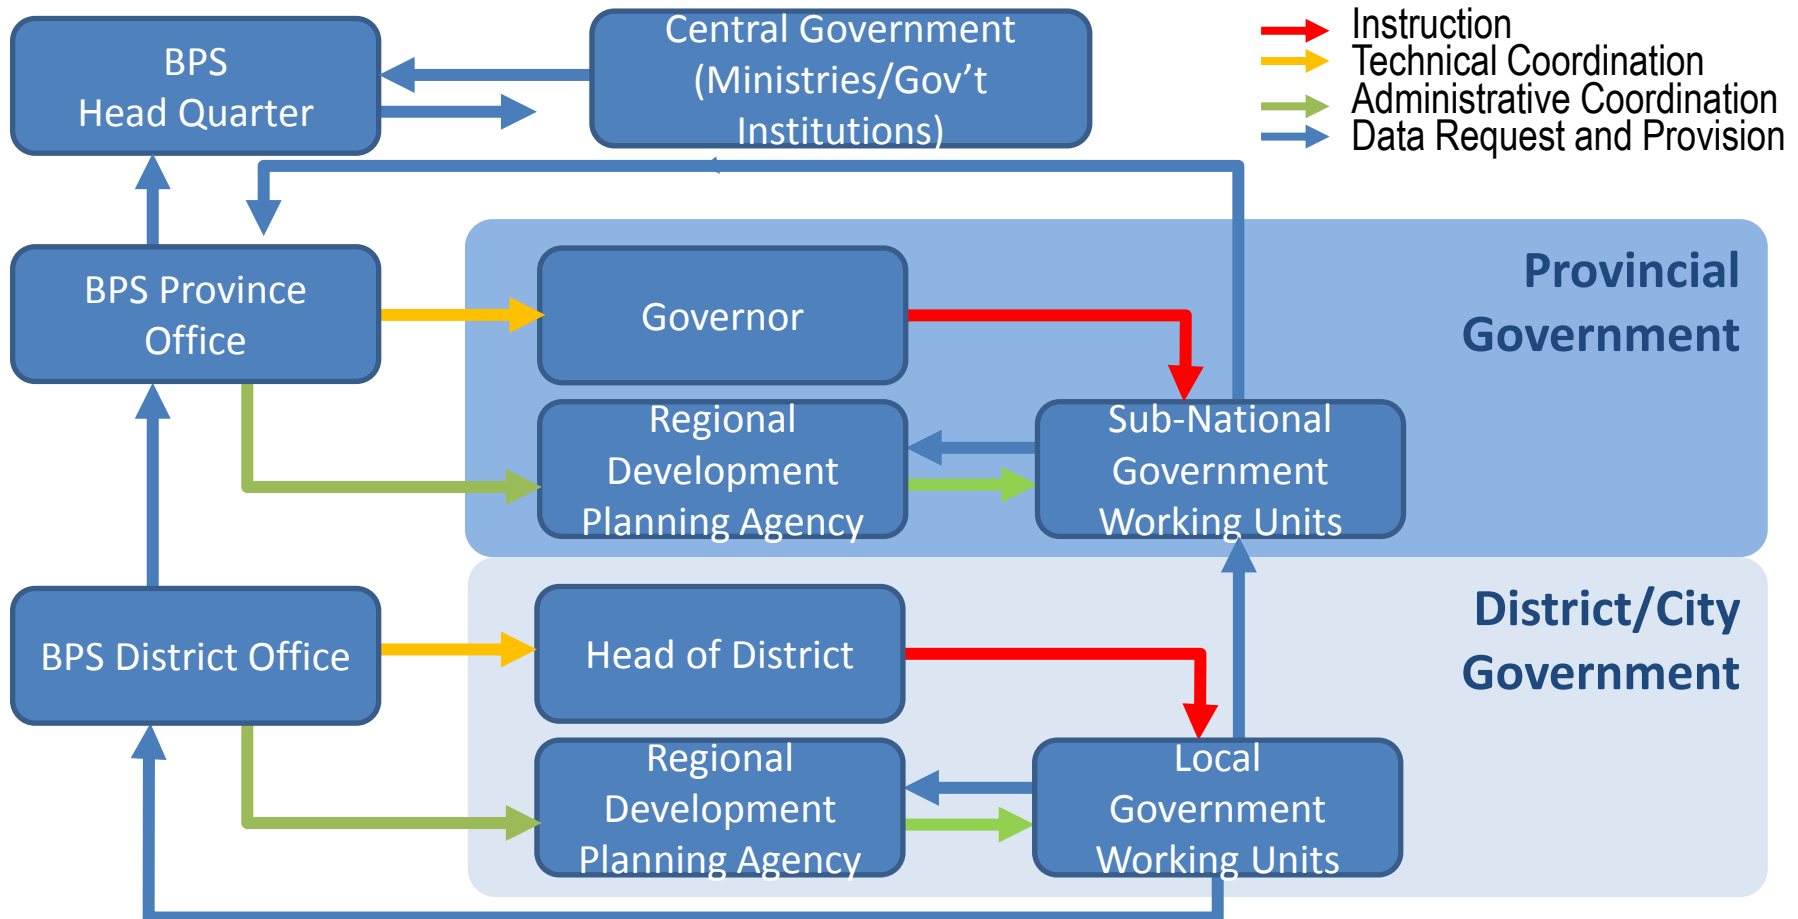 BPS
Head Quarter
Central Government
(Ministries/Gov't
Institutions)
Instruction
Technical Coordination
Administrative Coordination
Data Request and Provision
BPS Province
Office
Governor
Provincial
Government
Regional
Development
Planning Agency
Sub-National
Government
Working Units
BPS District Office
Head of District
District/City
Government
Regional
Development
Planning Agency
Local
Government
Working Units